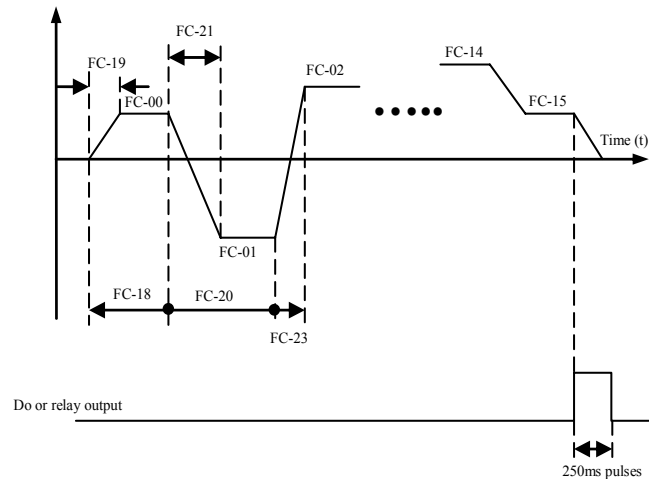 FC-21
FC-14
FC-19
FC-02
FC-00
FC-15
Time (t)
FC-01
FC-18
FC-20
FC-23
Do or relay output
250ms pulses